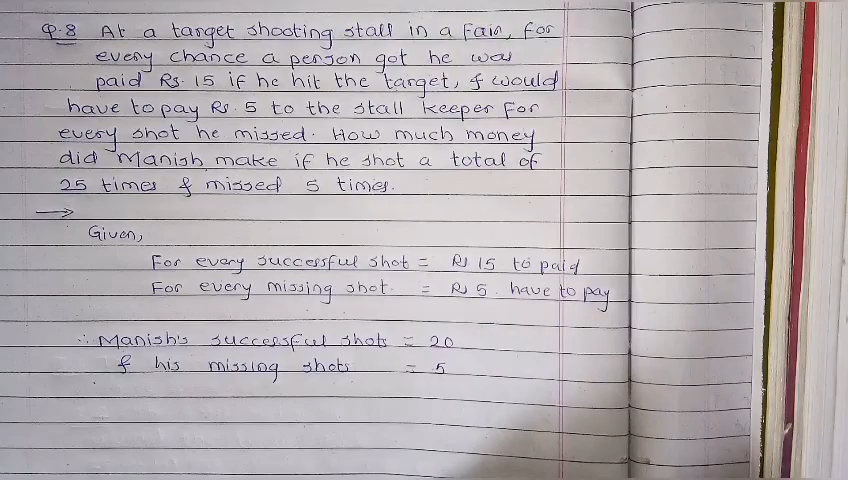 Q.8 At a target shooting stall in a Fair, For
every chance a person got he was
paid Rs. 15 if he hit the target, & would
have to pay Rs. 5 to the stall keeper For
every shot he missed. How much money
did Manish make if he shot a total of
25 times & missed 5 times.
→
Given,
For every successful shot = Rs 15 to paid
For every missing shot. = Rs 5. have to pay
∴ Manish's successful shots = 20
& his missing shots = 5